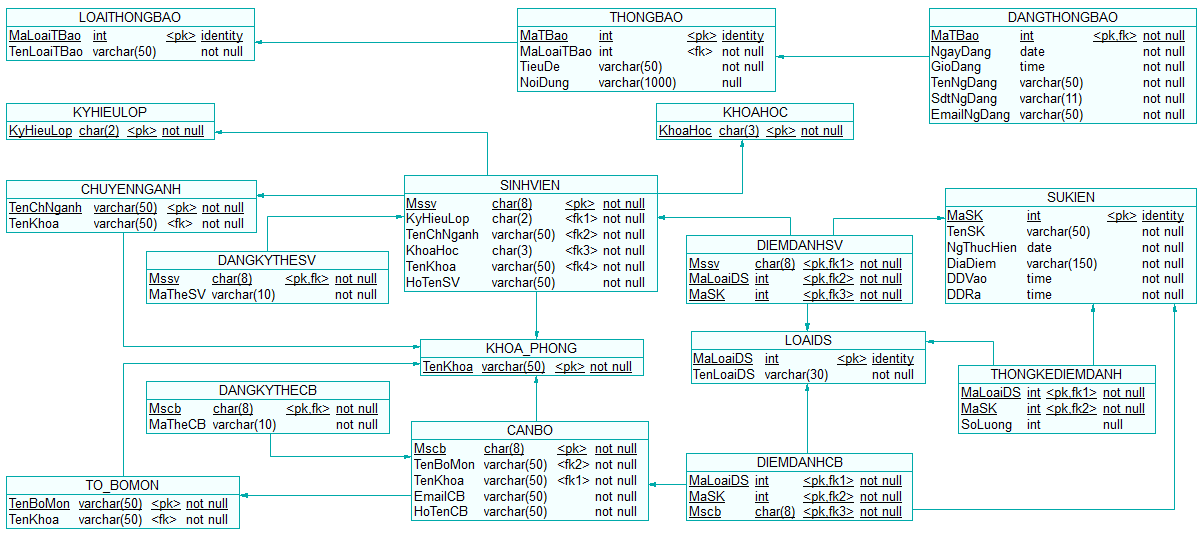 LOAITHONGBAO
MaLoaiTBao int <pk> identity
TenLoaiTBao varchar(50) not null
THONGBAO
MaTBao int <pk> identity
MaLoaiTBao int <fk> not null
TieuDe varchar(50) not null
NoiDung varchar(1000) null
DANGTHONGBAO
MaTBao int <pk,fk> not null
NgayDang date not null
GioDang time not null
TenNgDang varchar(50) not null
SdtNgDang varchar(11) not null
EmailNgDang varchar(50) not null
KYHIEULOP
KyHieuLop char(2) <pk> not null
KHOAHOC
KhoaHoc char(3) <pk> not null
CHUYENNGANH
TenChNganh varchar(50) <pk> not null
TenKhoa varchar(50) <fk> not null
SINHVIEN
Mssv char(8) <pk> not null
KyHieuLop char(2) <fk1> not null
TenChNganh varchar(50) <fk2> not null
KhoaHoc char(3) <fk3> not null
TenKhoa varchar(50) <fk4> not null
HoTenSV varchar(50) not null
SUKIEN
MaSK int <pk> identity
TenSK varchar(50) not null
NgThucHien date not null
DiaDiem varchar(150) not null
DDVao time not null
DDRa time not null
DANGKYTHESV
Mssv char(8) <pk,fk> not null
MaTheSV varchar(10) not null
DIEMDANHSV
Mssv char(8) <pk,fk1> not null
MaLoaiDS int <pk,fk2> not null
MaSK int <pk,fk3> not null
KHOA_PHONG
TenKhoa varchar(50) <pk> not null
LOAIDS
MaLoaiDS int <pk> identity
TenLoaiDS varchar(30) not null
THONGKEDIEMDANH
MaLoaiDS int <pk,fk1> not null
MaSK int <pk,fk2> not null
SoLuong int null
DANGKYTHECB
Mscb char(8) <pk,fk> not null
MaTheCB varchar(10) not null
CANBO
Mscb char(8) <pk> not null
TenBoMon varchar(50) <fk2> not null
TenKhoa varchar(50) <fk1> not null
EmailCB varchar(50) not null
HoTenCB varchar(50) not null
DIEMDANHCB
MaLoaiDS int <pk,fk1> not null
MaSK int <pk,fk2> not null
Mscb char(8) <pk,fk3> not null
TO_BOMON
TenBoMon varchar(50) <pk> not null
TenKhoa varchar(50) <fk> not null